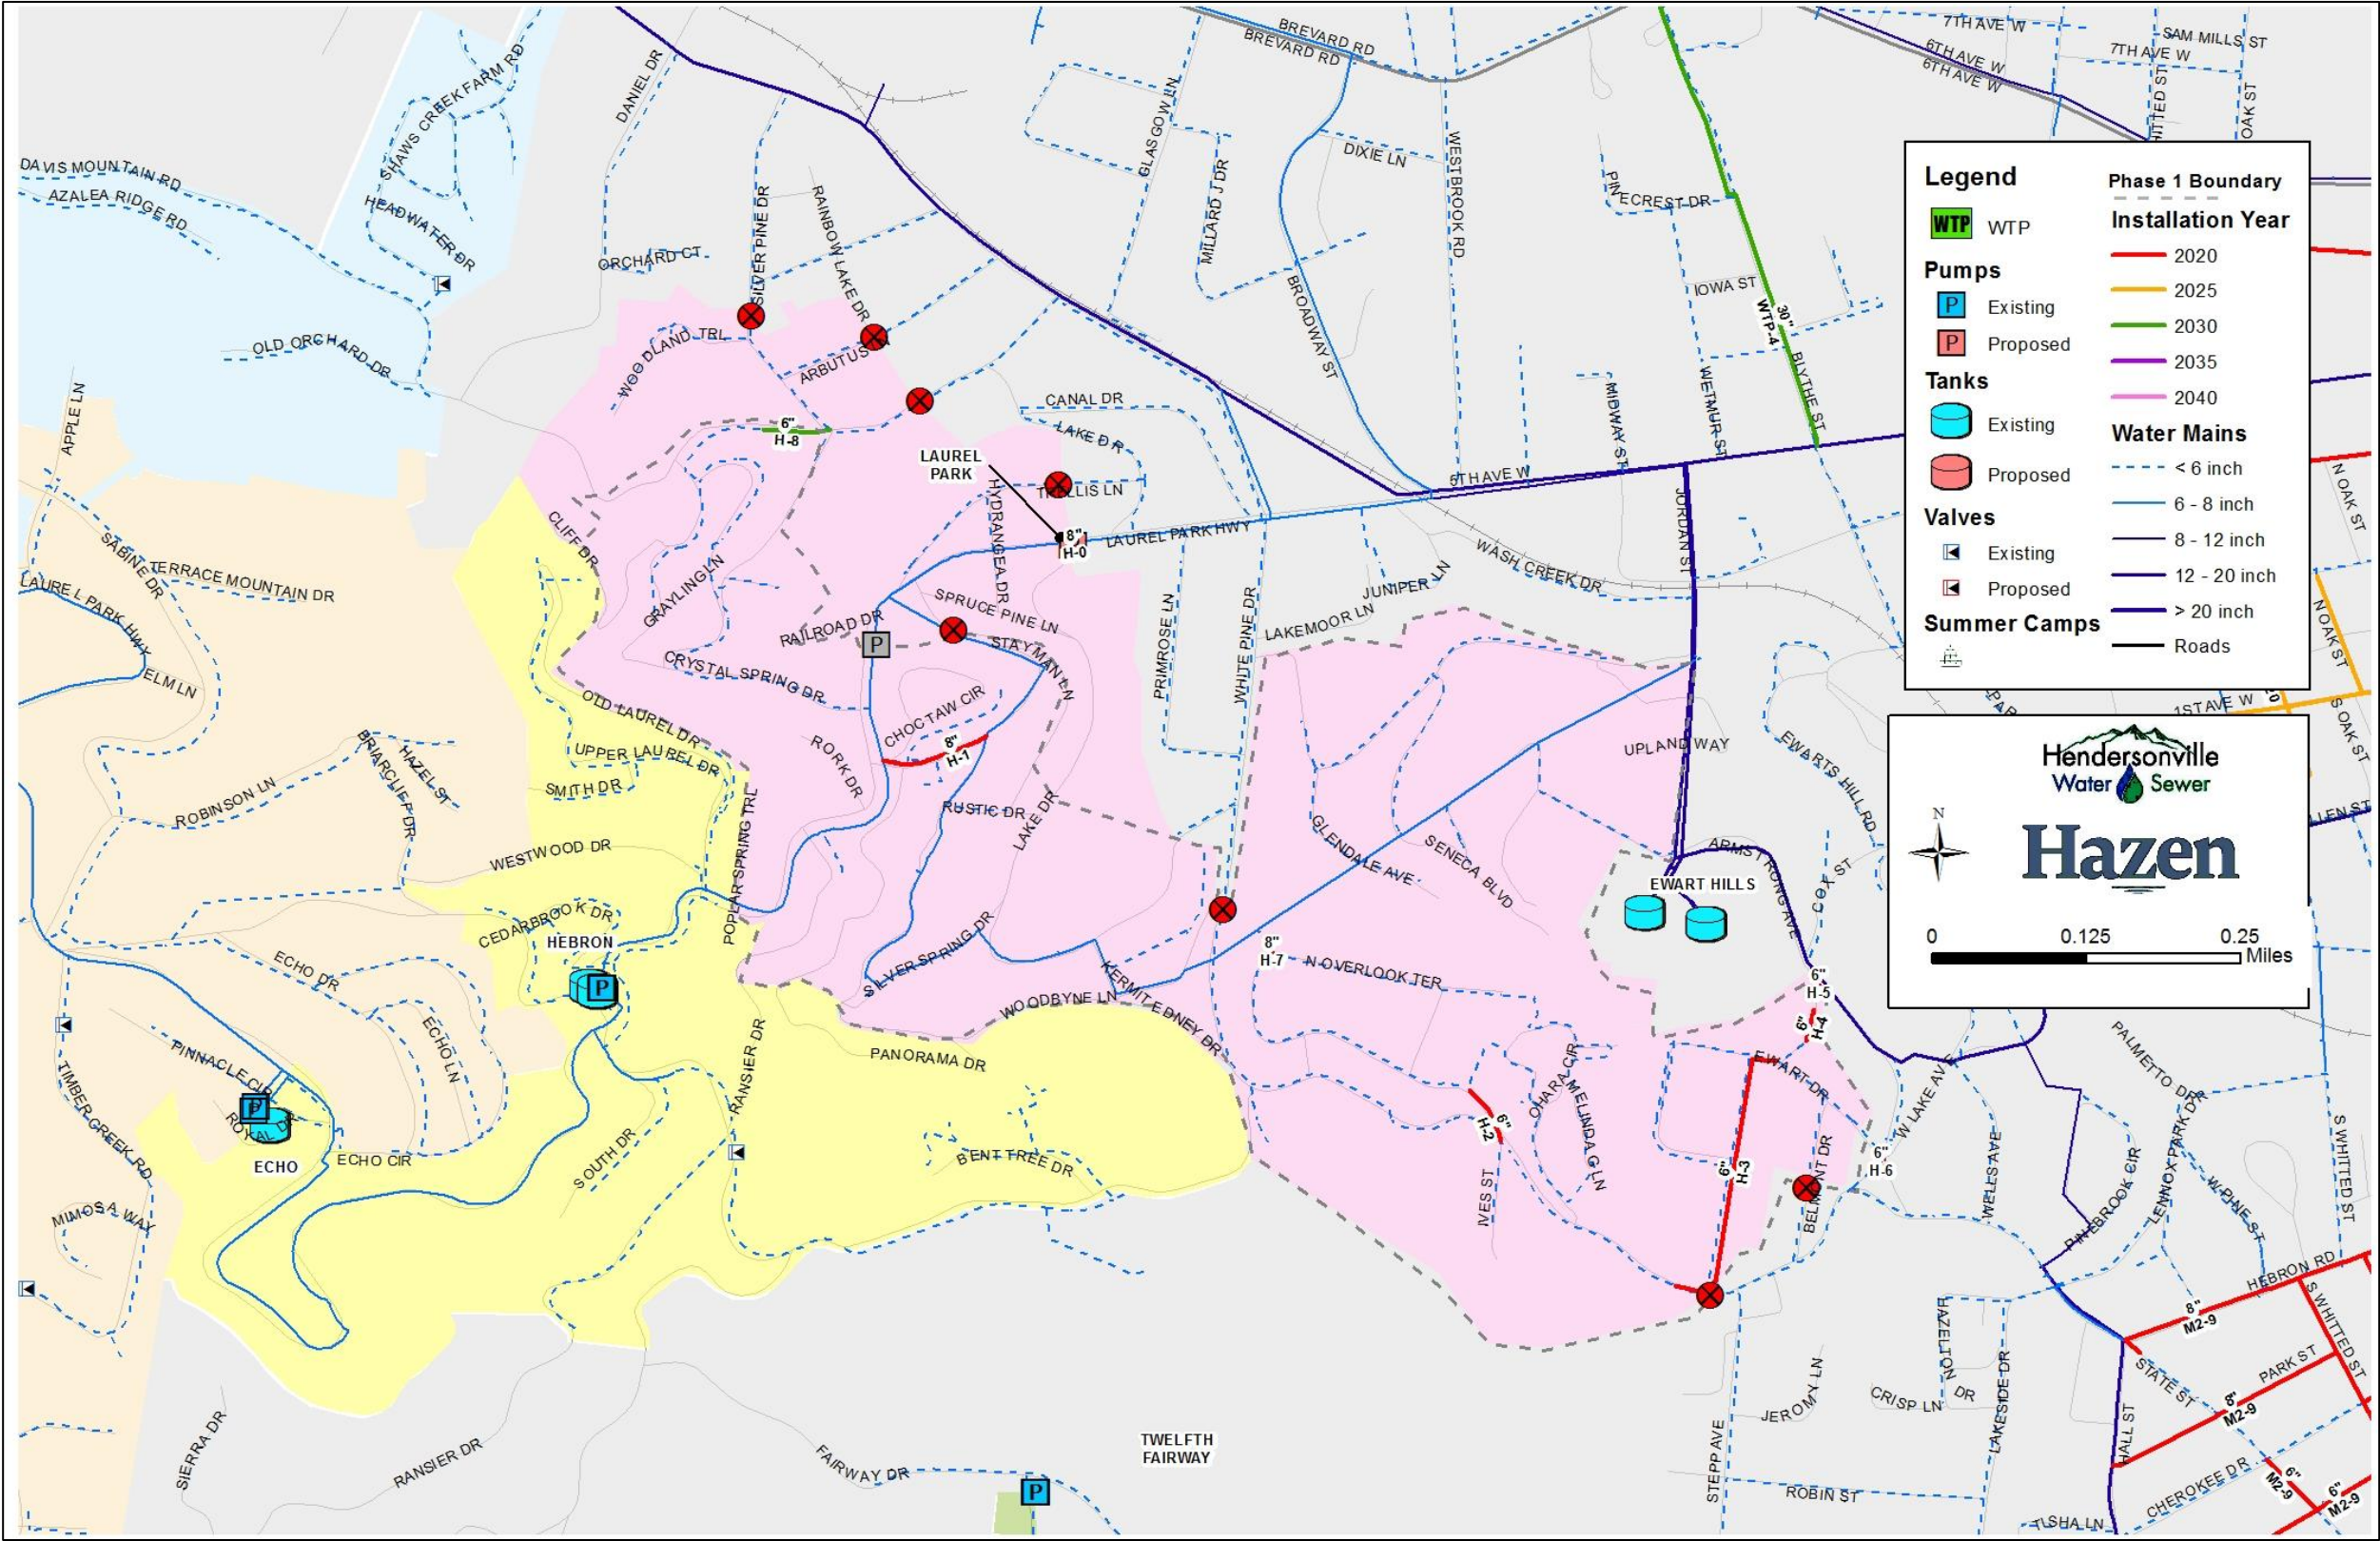 BREVARD RD
BREVARD RD
7TH AVE W
SAM MILLS ST
6TH AVE W
7TH AVE W
6TH AVE W
OAK ST
SHAWS CREEK FARM RD
DANIEL DR
GLASGOW LN
DIXIE LN
WESTBROOK RD
DAVIS MOUNTAIN RD
AZALEA RIDGE RD
HEADWATER DR
MILLARD J DR
PINECREST DR
SILVER PINE DR
RAINBOW LAKE DR
ORCHARD CT
IOWA ST
30"
WTP-4
BROADWAY ST
BLYTHE ST
OLD ORCHARD DR
WOODLAND TRL
ARBUTUS
APPLE LN
CANAL DR
LAKE DR
MIDWAY ST
WETMUR ST
6"
H-8
LAUREL
PARK
5TH AVE W
TRELLIS LN
HYDRANGEA DR
JORDAN ST
N OAK ST
CLIFF DR
SABINE DR
TERRACE MOUNTAIN DR
8"
H-0
LAUREL PARK HWY
WASH CREEK DR
JUNIPER LN
LAUREL PARK HWY
GRAYLING LN
SPRUCE PINE LN
RAILROAD DR
P
STAYMAN LN
PRIMROSE LN
WHITE PINE DR
LAKEMOOR LN
N OAK ST
ELM LN
CRYSTAL SPRING DR
CHOCTAW CIR
OLD LAUREL DR
1ST AVE W
S OAK ST
BRIARCLIFF DR
HAZEL ST
UPPER LAUREL DR
8"
H-1
RORK DR
UPLAND WAY
EWARTS HILL RD
ROBINSON LN
SMITH DR
RUSTIC DR
LAKE DR
WESTWOOD DR
POPLAR SPRING TRL
GLENDALE AVE
SENECA BLVD
ARMSTRONG AVE
COX ST
EWART HILLS
CEDARBROOK DR
HEBRON
P
ECHO DR
SILVER SPRING DR
8"
H-7
N OVERLOOK TER
6"
H-5
6"
H-4
KERMIT EDNEY DR
WOODBYNE LN
ECHO LN
PINNACLE CIR
TIMBER CREEK RD
P
ROYAL DR
ECHO
ECHO CIR
PANORAMA DR
RANSIER DR
SOUTH DR
BENT TREE DR
MIMOSA WAY
OHARA CIR
MELINDA G LN
EWART DR
6"
H-2
IVES ST
6"
H-3
BELMONT DR
6"
H-6
W LAKE AVE
WELLS AVE
PALMETTO DR
LENNOX PARK DR
PINEBROOK CIR
W PINE ST
S WHITTED ST
HEBRON RD
8"
M2-9
S WHITTED ST
STATE ST
PARK ST
8"
M2-9
HAZELTON DR
LAKESIDE DR
JEROMY LN
CRISP LN
HALL ST
STEPP AVE
SIERRA DR
RANSIER DR
FAIRWAY DR
P
TWELFTH
FAIRWAY
ROBIN ST
CHEROKEE DR
6"
M2-9
6"
M2-9
TISHA LN
Legend
WTP WTP
Pumps
P Existing
P Proposed
Tanks
Existing
Proposed
Valves
Existing
Proposed
Summer Camps
Phase 1 Boundary
Installation Year
2020
2025
2030
2035
2040
Water Mains
< 6 inch
6 - 8 inch
8 - 12 inch
12 - 20 inch
> 20 inch
Roads
Hendersonville
Water Sewer
N
Hazen
0 0.125 0.25
Miles